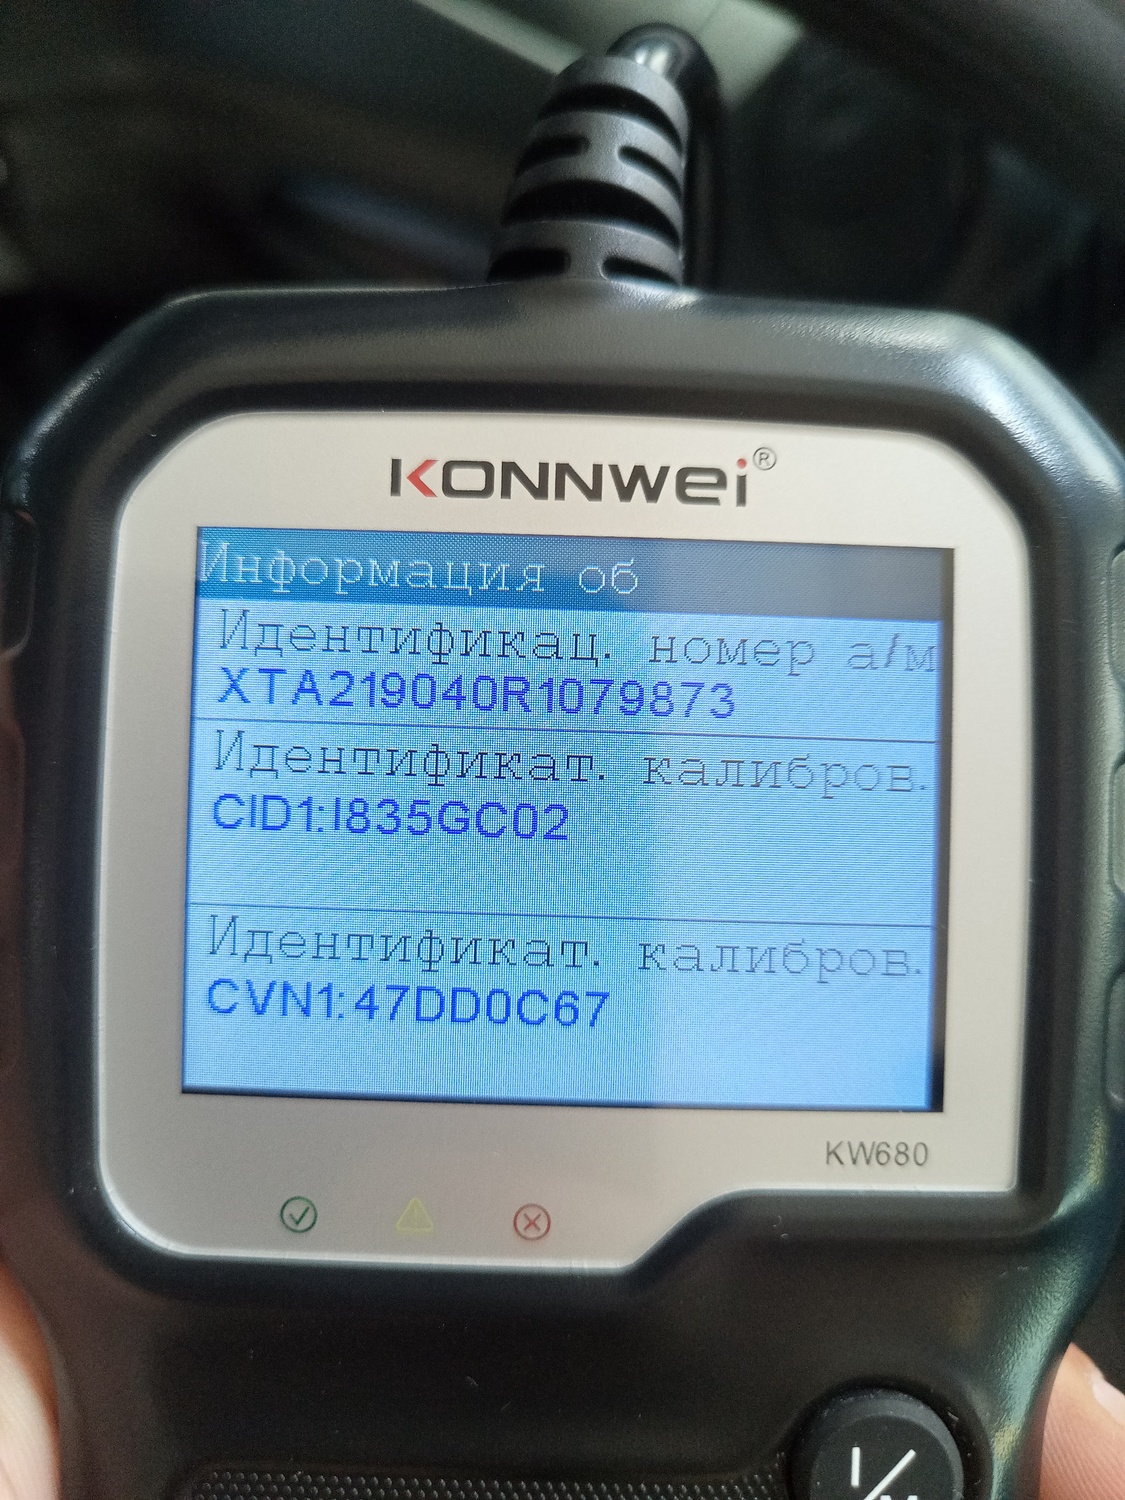 KONNWEI®
Информация об
Идентификац. номер а/м
XTA219040R1079873
Идентификат. калибров.
CID1:I835GC02
Идентификат. калибров.
CVN1:47DD0C67
KW680